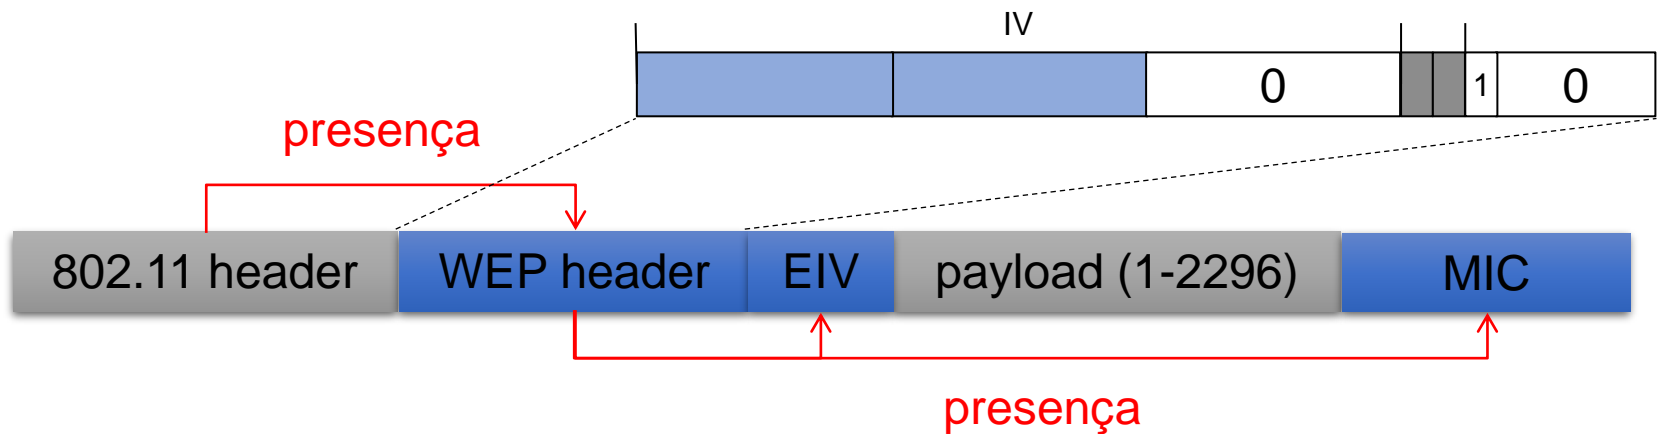 IV
0 1 0
presença
802.11 header WEP header EIV payload (1-2296) MIC
presença